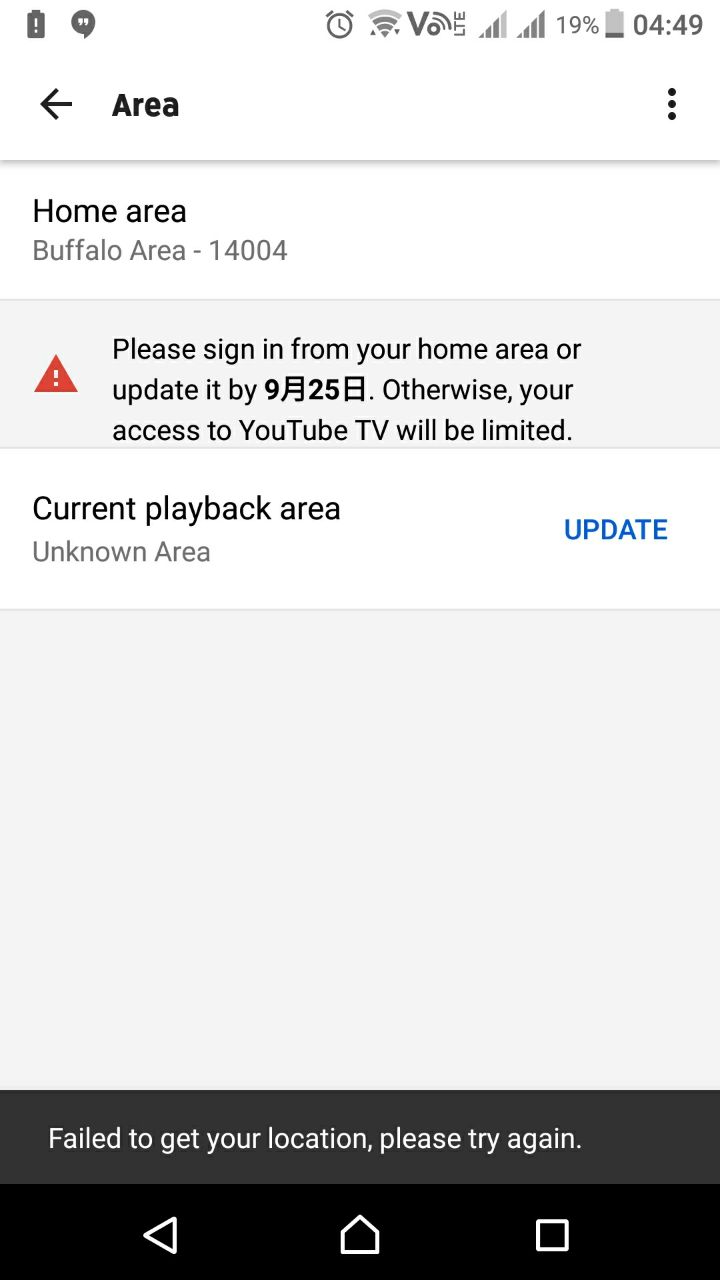 VoLTE 19% 04:49
Area
Home area
Buffalo Area - 14004
Please sign in from your home area or
update it by 9月25日. Otherwise, your
access to YouTube TV will be limited.
Current playback area
UPDATE
Unknown Area
Failed to get your location, please try again.